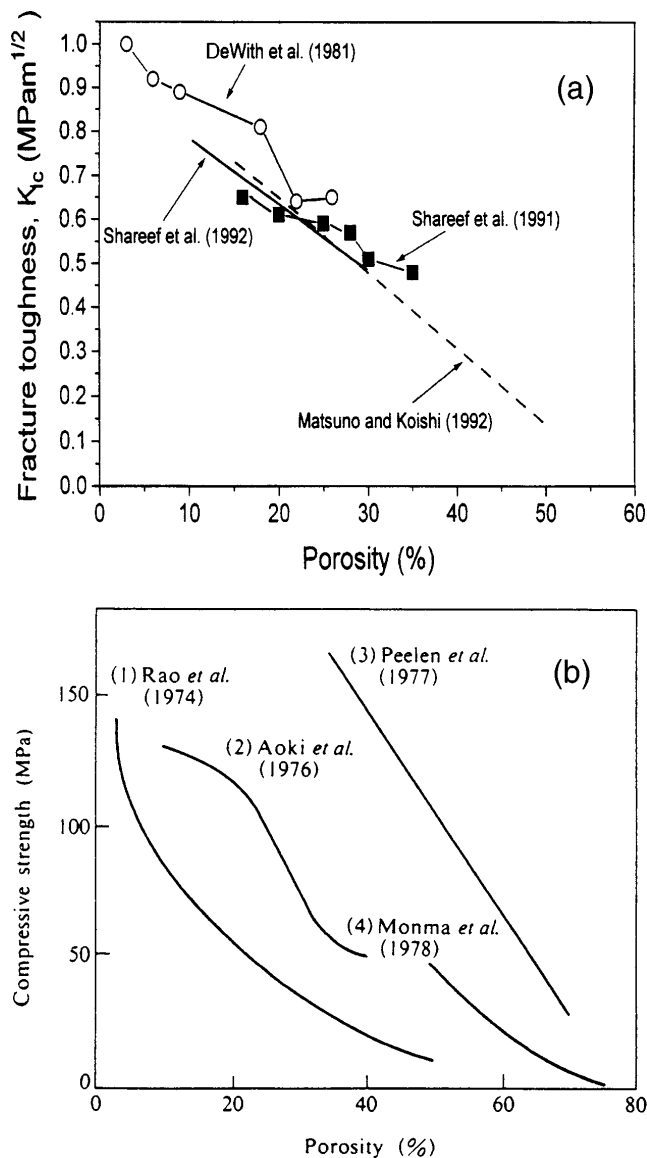 Fracture toughness, K_Ic (MPam^1/2)
1.0
0.9
0.8
0.7
0.6
0.5
0.4
0.3
0.2
0.1
0.0
DeWith et al. (1981)
(a)
Shareef et al. (1992)
Shareef et al. (1991)
Matsuno and Koishi (1992)
0 10 20 30 40 50 60
Porosity (%)
Compressive strength (MPa)
150
100
50
0
(1) Rao et al.
(1974)
(2) Aoki et al.
(1976)
(3) Peelen et al.
(1977)
(b)
(4) Monma et al.
(1978)
0 20 40 60 80
Porosity (%)